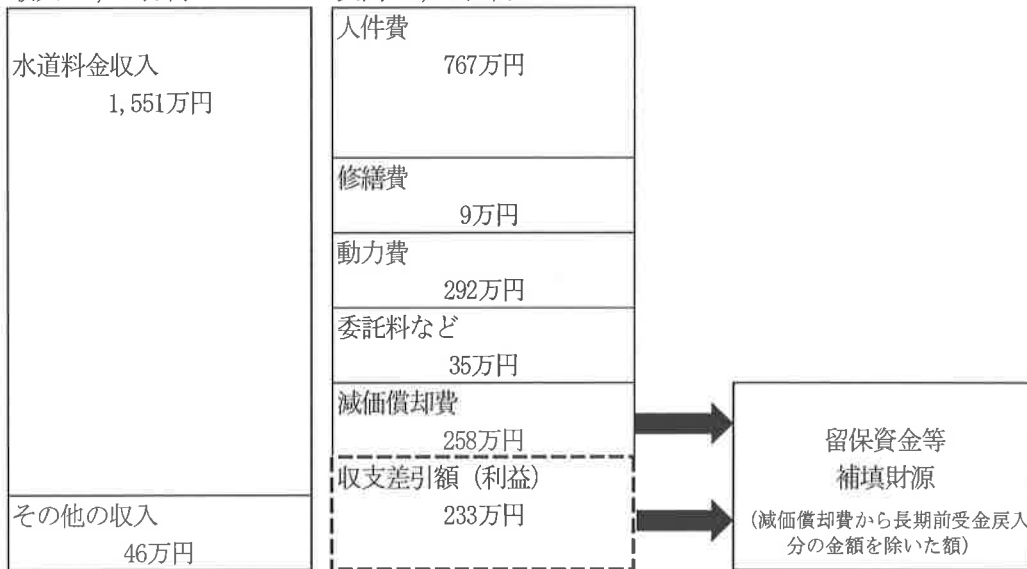 水道料金収入
1,551万円
その他の収入
46万円
人件費
767万円
修繕費
9万円
動力費
292万円
委託料など
35万円
減価償却費
258万円
収支差引額（利益）
233万円
留保資金等
補填財源
（減価償却費から長期前受金戻入
分の金額を除いた額）